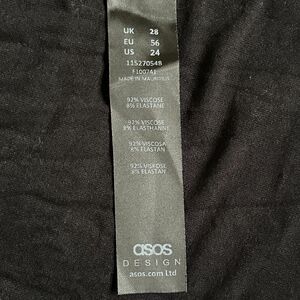 UK 28
EU 56
US 24
115270548
F100741
MADE IN MAURITIUS
92% VISCOSE
8% ELASTANE
92% VISCOSE
8% ELASTHANNE
92% VISCOSA
8% ELASTAN
92% VISKOSE
8% ELASTAN
asos
DESIGN
asos.com Ltd